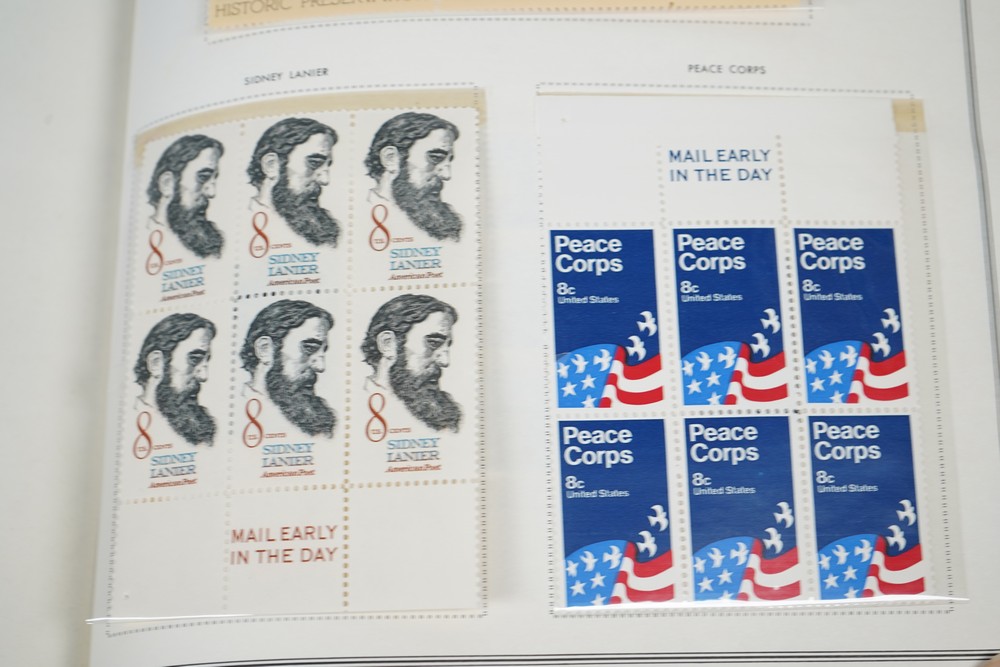 HISTORIC PRESERVATION
SIDNEY LANIER
PEACE CORPS
8 U.S. CENTS
SIDNEY
LANIER
American Poet
8 U.S. CENTS
SIDNEY
LANIER
American Poet
8 U.S. CENTS
SIDNEY
LANIER
American Poet
8 U.S. CENTS
SIDNEY
LANIER
American Poet
8 U.S. CENTS
SIDNEY
LANIER
American Poet
8 U.S. CENTS
SIDNEY
LANIER
American Poet
MAIL EARLY
IN THE DAY
MAIL EARLY
IN THE DAY
Peace
Corps
8c
United States
Peace
Corps
8c
United States
Peace
Corps
8c
United States
Peace
Corps
8c
United States
Peace
Corps
8c
United States
Peace
Corps
8c
United States